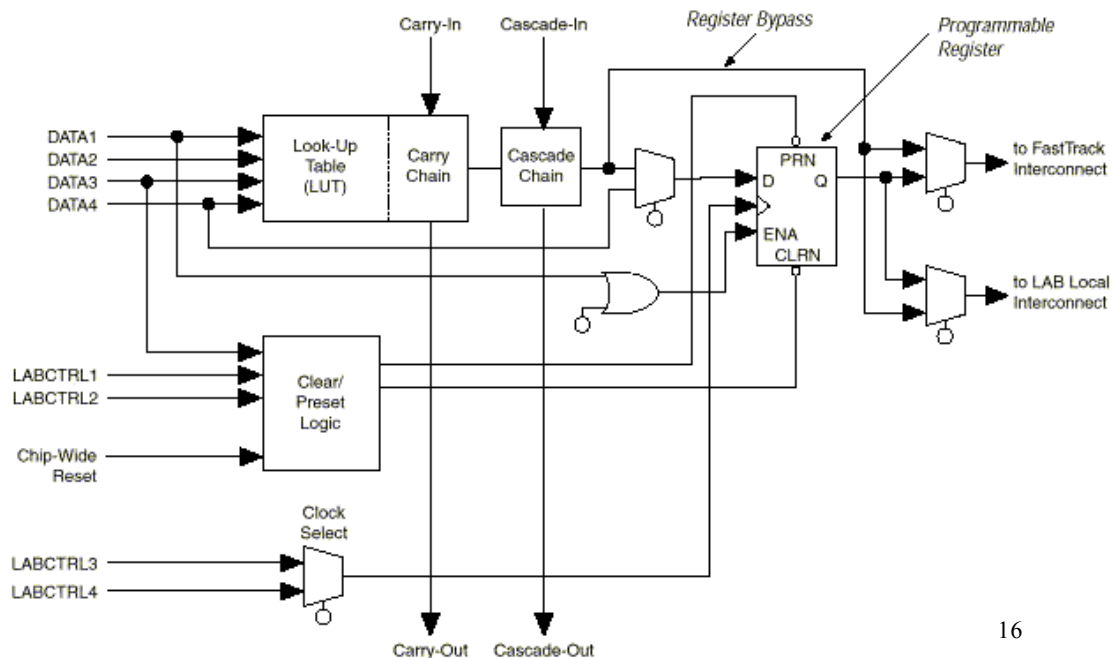 Carry-In
Cascade-In
Register Bypass
Programmable
Register
DATA1
DATA2
DATA3
DATA4
Look-Up
Table
(LUT)
Carry
Chain
Cascade
Chain
PRN
D
Q
ENA
CLRN
to FastTrack
Interconnect
to LAB Local
Interconnect
LABCTRL1
LABCTRL2
Clear/
Preset
Logic
Chip-Wide
Reset
Clock
Select
LABCTRL3
LABCTRL4
Carry-Out
Cascade-Out
16